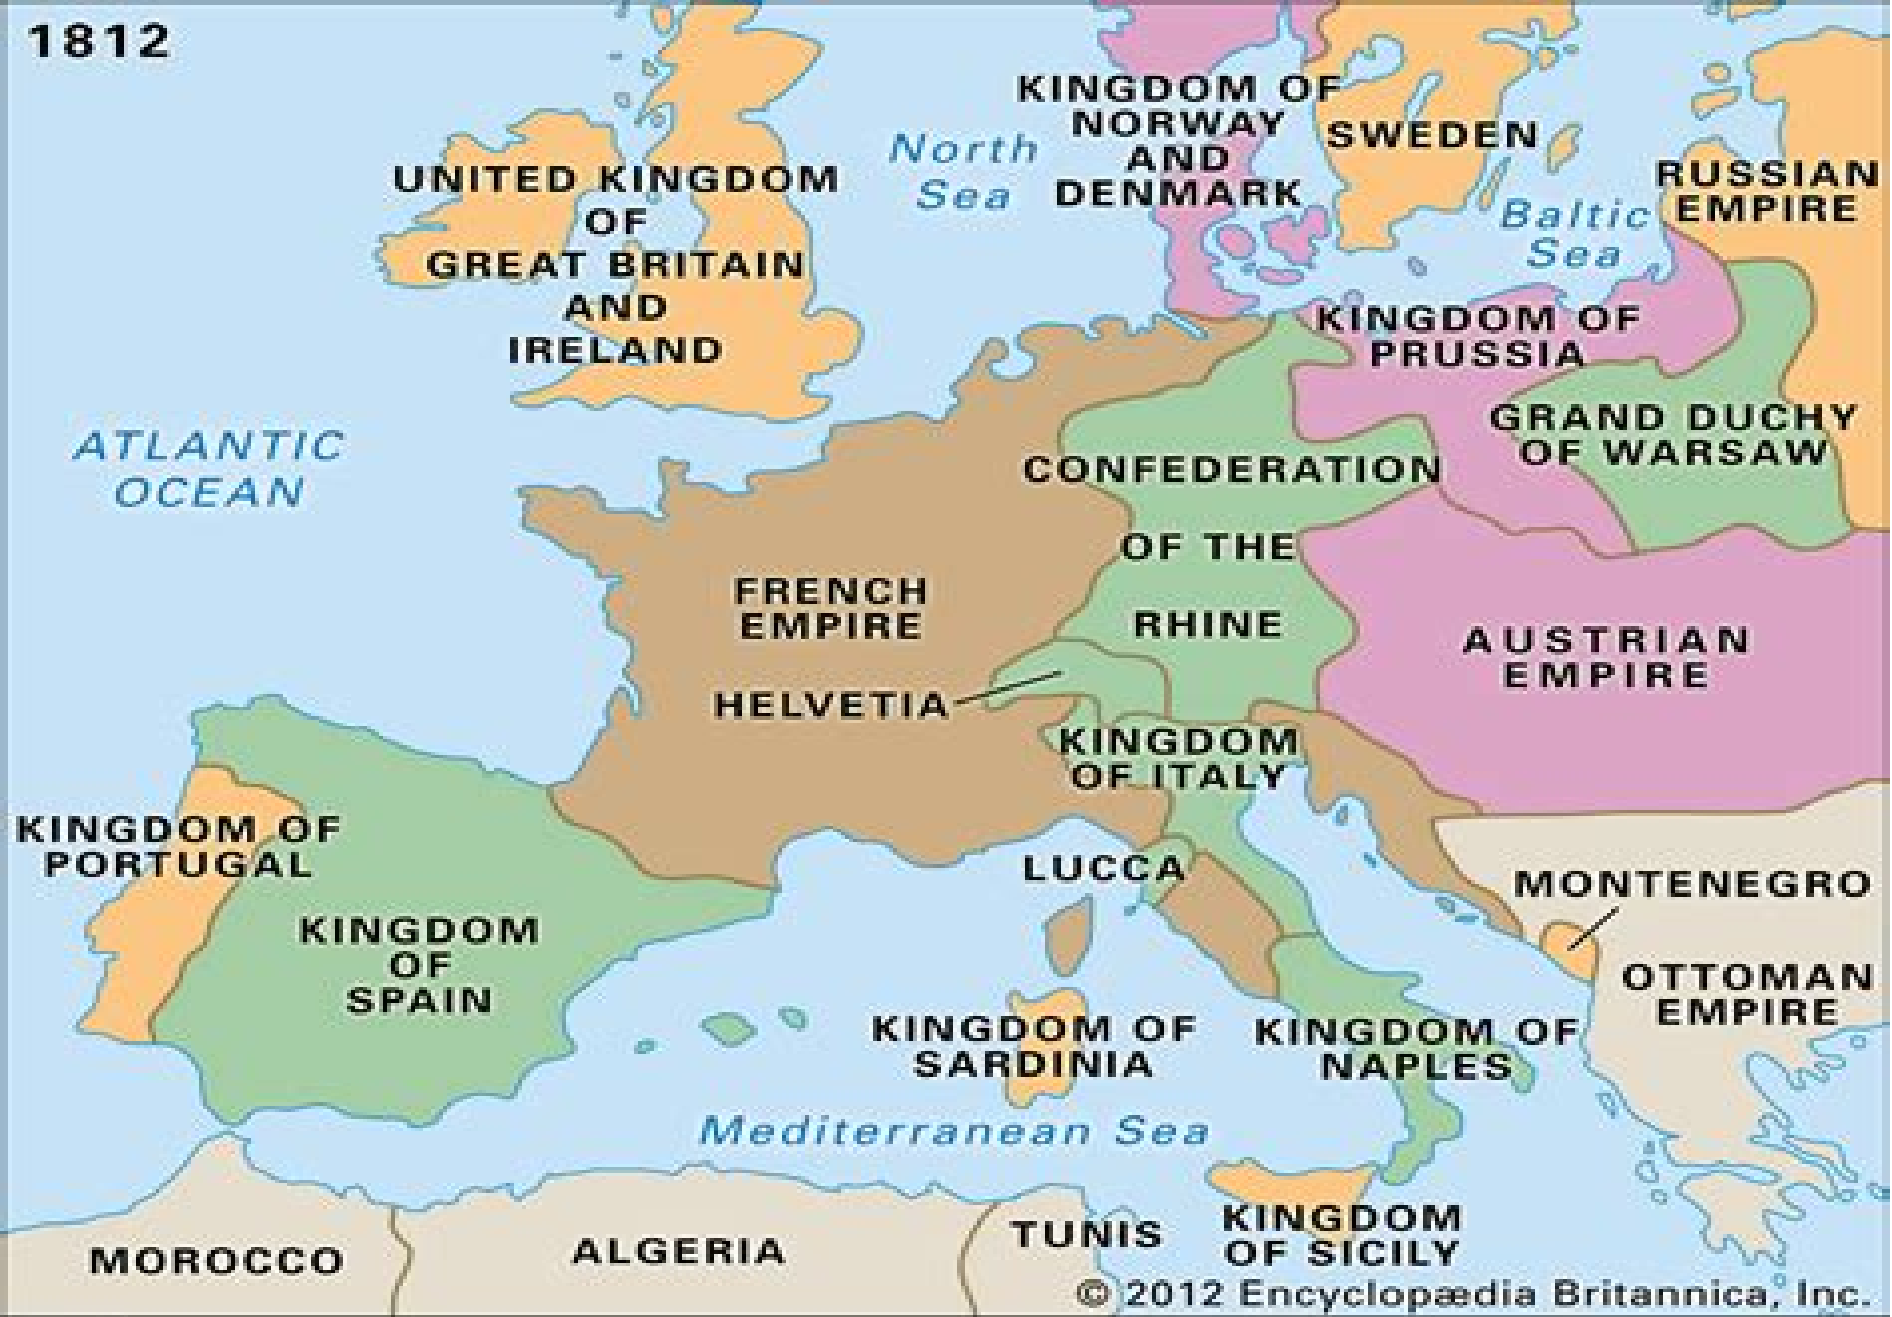 1812
KINGDOM OF
NORWAY
AND
DENMARK
SWEDEN
North
Sea
UNITED KINGDOM
OF
GREAT BRITAIN
AND
IRELAND
RUSSIAN
EMPIRE
Baltic
Sea
KINGDOM OF
PRUSSIA
GRAND DUCHY
OF WARSAW
ATLANTIC
OCEAN
CONFEDERATION
OF THE
RHINE
FRENCH
EMPIRE
AUSTRIAN
EMPIRE
HELVETIA
KINGDOM
OF ITALY
KINGDOM OF
PORTUGAL
LUCCA
MONTENEGRO
KINGDOM
OF
SPAIN
OTTOMAN
EMPIRE
KINGDOM OF
SARDINIA
KINGDOM OF
NAPLES
Mediterranean Sea
KINGDOM
OF SICILY
TUNIS
MOROCCO
ALGERIA
© 2012 Encyclopædia Britannica, Inc.